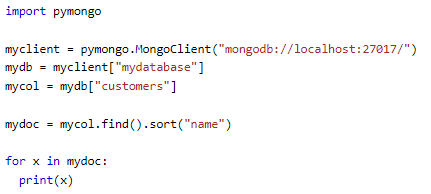 import pymongo

myclient = pymongo.MongoClient("mongodb://localhost:27017/")
mydb = myclient["mydatabase"]
mycol = mydb["customers"]

mydoc = mycol.find().sort("name")

for x in mydoc:
  print(x)